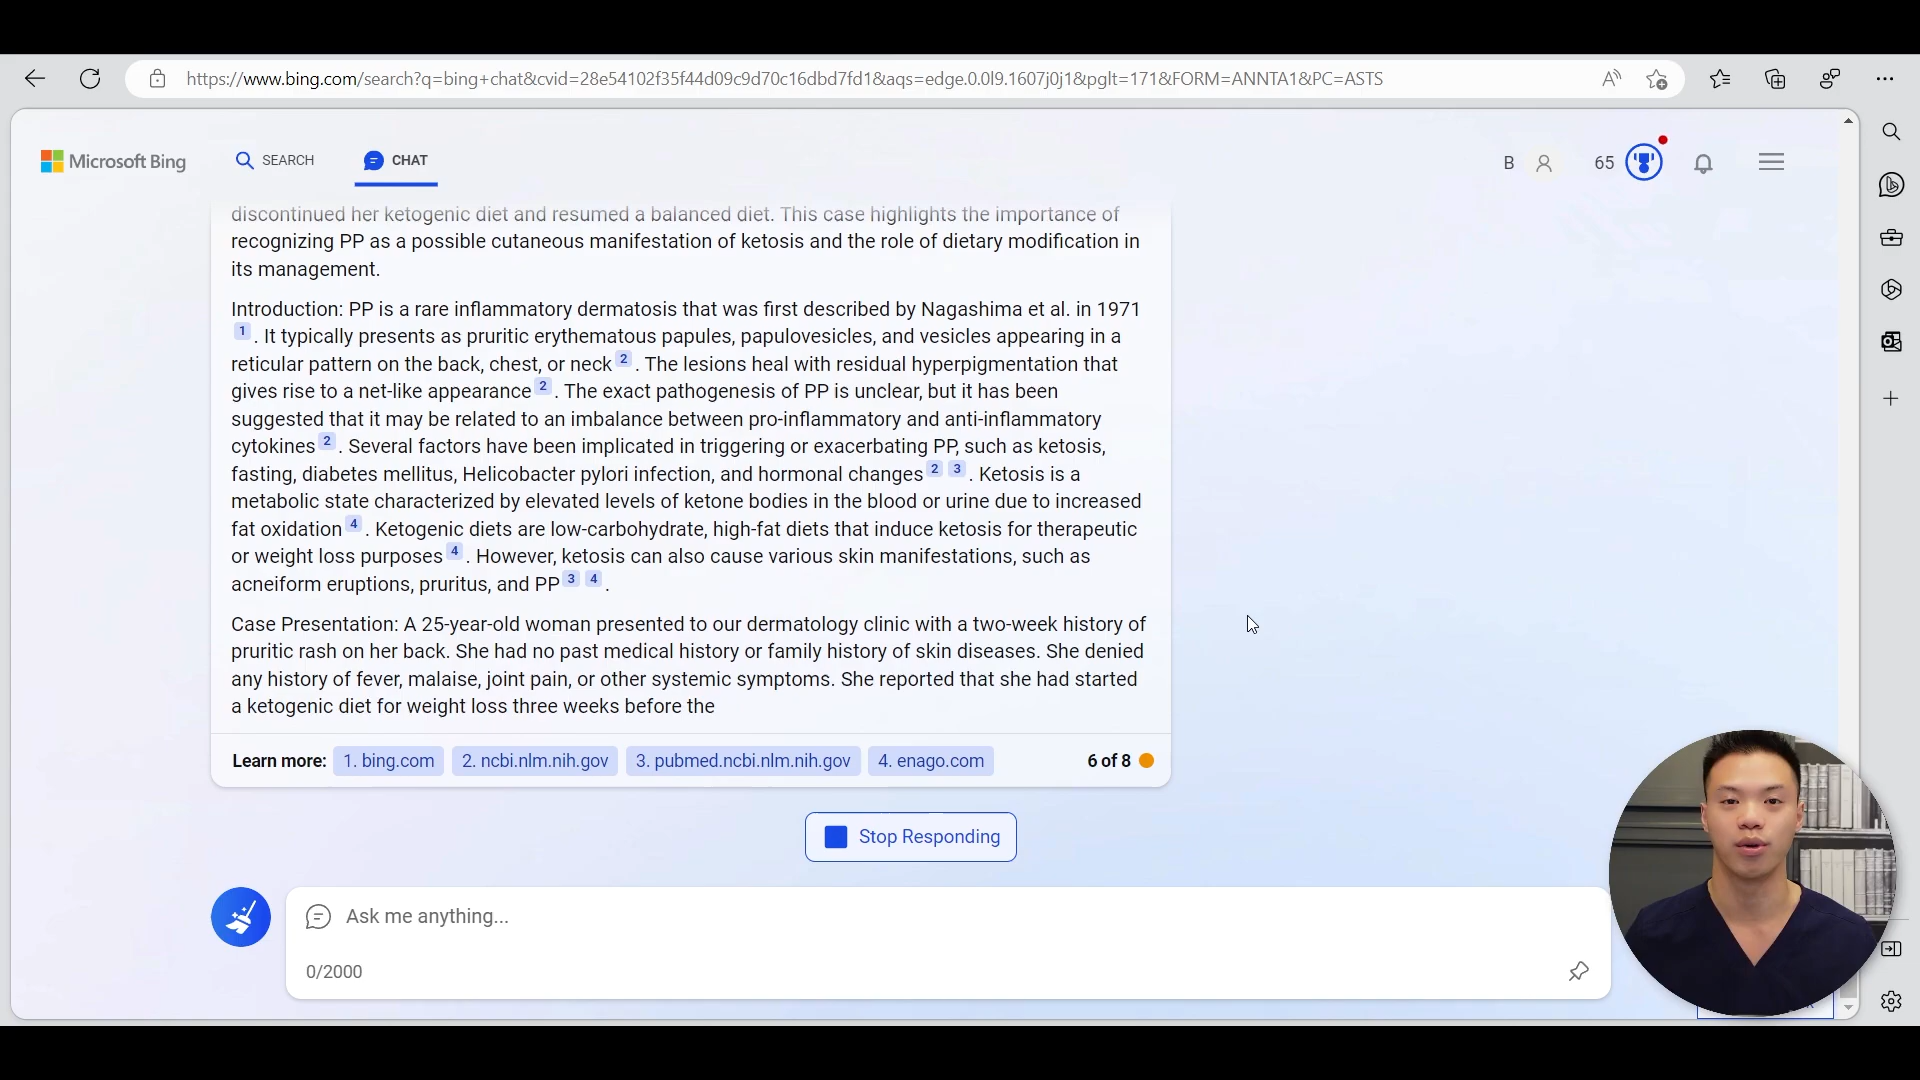 https://www.bing.com/search?q=bing+chat&cvid=28e54102f35f44d09c9d70c16dbd7fd1&aqs=edge.0.0l9.1607j0j1&pglt=171&FORM=ANNTA1&PC=ASTS
Microsoft Bing
SEARCH
CHAT
B
65
discontinued her ketogenic diet and resumed a balanced diet. This case highlights the importance of
recognizing PP as a possible cutaneous manifestation of ketosis and the role of dietary modification in
its management.
Introduction: PP is a rare inflammatory dermatosis that was first described by Nagashima et al. in 1971
1 . It typically presents as pruritic erythematous papules, papulovesicles, and vesicles appearing in a
reticular pattern on the back, chest, or neck 2 . The lesions heal with residual hyperpigmentation that
gives rise to a net-like appearance 2 . The exact pathogenesis of PP is unclear, but it has been
suggested that it may be related to an imbalance between pro-inflammatory and anti-inflammatory
cytokines 2 . Several factors have been implicated in triggering or exacerbating PP, such as ketosis,
fasting, diabetes mellitus, Helicobacter pylori infection, and hormonal changes 2 3 . Ketosis is a
metabolic state characterized by elevated levels of ketone bodies in the blood or urine due to increased
fat oxidation 4 . Ketogenic diets are low-carbohydrate, high-fat diets that induce ketosis for therapeutic
or weight loss purposes 4 . However, ketosis can also cause various skin manifestations, such as
acneiform eruptions, pruritus, and PP 3 4 .
Case Presentation: A 25-year-old woman presented to our dermatology clinic with a two-week history of
pruritic rash on her back. She had no past medical history or family history of skin diseases. She denied
any history of fever, malaise, joint pain, or other systemic symptoms. She reported that she had started
a ketogenic diet for weight loss three weeks before the
Learn more: 1. bing.com 2. ncbi.nlm.nih.gov 3. pubmed.ncbi.nlm.nih.gov 4. enago.com 6 of 8
Stop Responding
Ask me anything...
0/2000